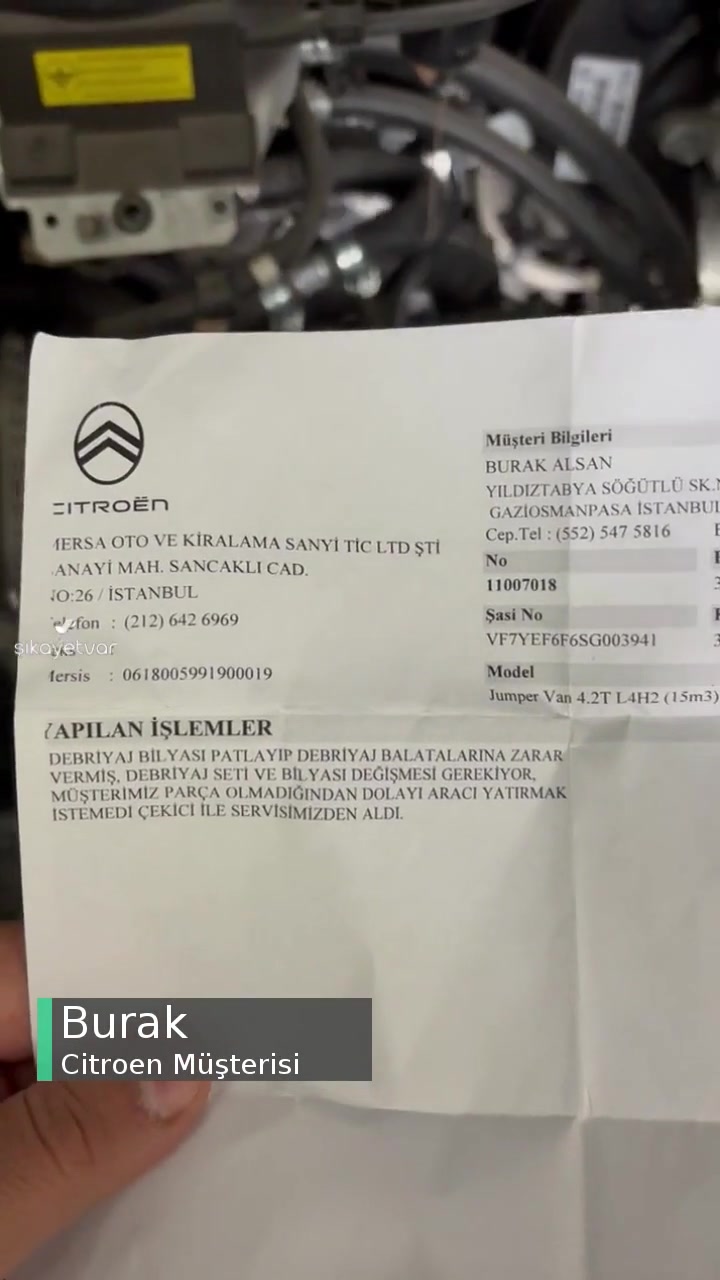 CITROËN
MERSA OTO VE KİRALAMA SANYİ TİC LTD ŞTİ
ANAYİ MAH. SANCAKLI CAD.
NO:26 / İSTANBUL
Telefon : (212) 642 6969
şikayetvar
Mersis : 0618005991900019
Müşteri Bilgileri
BURAK ALSAN
YILDIZTABYA SÖĞÜTLÜ SK.N
GAZİOSMANPASA İSTANBUL
Cep.Tel : (552) 547 5816
No
11007018
Şasi No
VF7YEF6F6SG003941
Model
Jumper Van 4.2T L4H2 (15m3)
YAPILAN İŞLEMLER
DEBRİYAJ BİLYASI PATLAYIP DEBRİYAJ BALATALARINA ZARAR
VERMİŞ, DEBRİYAJ SETİ VE BİLYASI DEĞİŞMESİ GEREKİYOR,
MÜŞTERİMİZ PARÇA OLMADIĞINDAN DOLAYI ARACI YATIRMAK
İSTEMEDİ ÇEKİCİ İLE SERVİSİMİZDEN ALDI.
Burak
Citroen Müşterisi